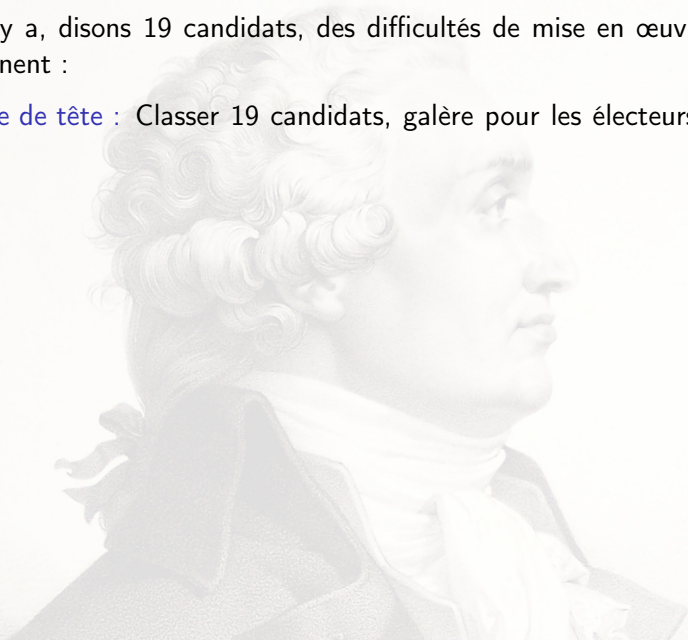 y a, disons 19 candidats, des difficultés de mise en œuv
nent :
e de tête : Classer 19 candidats, galère pour les électeurs